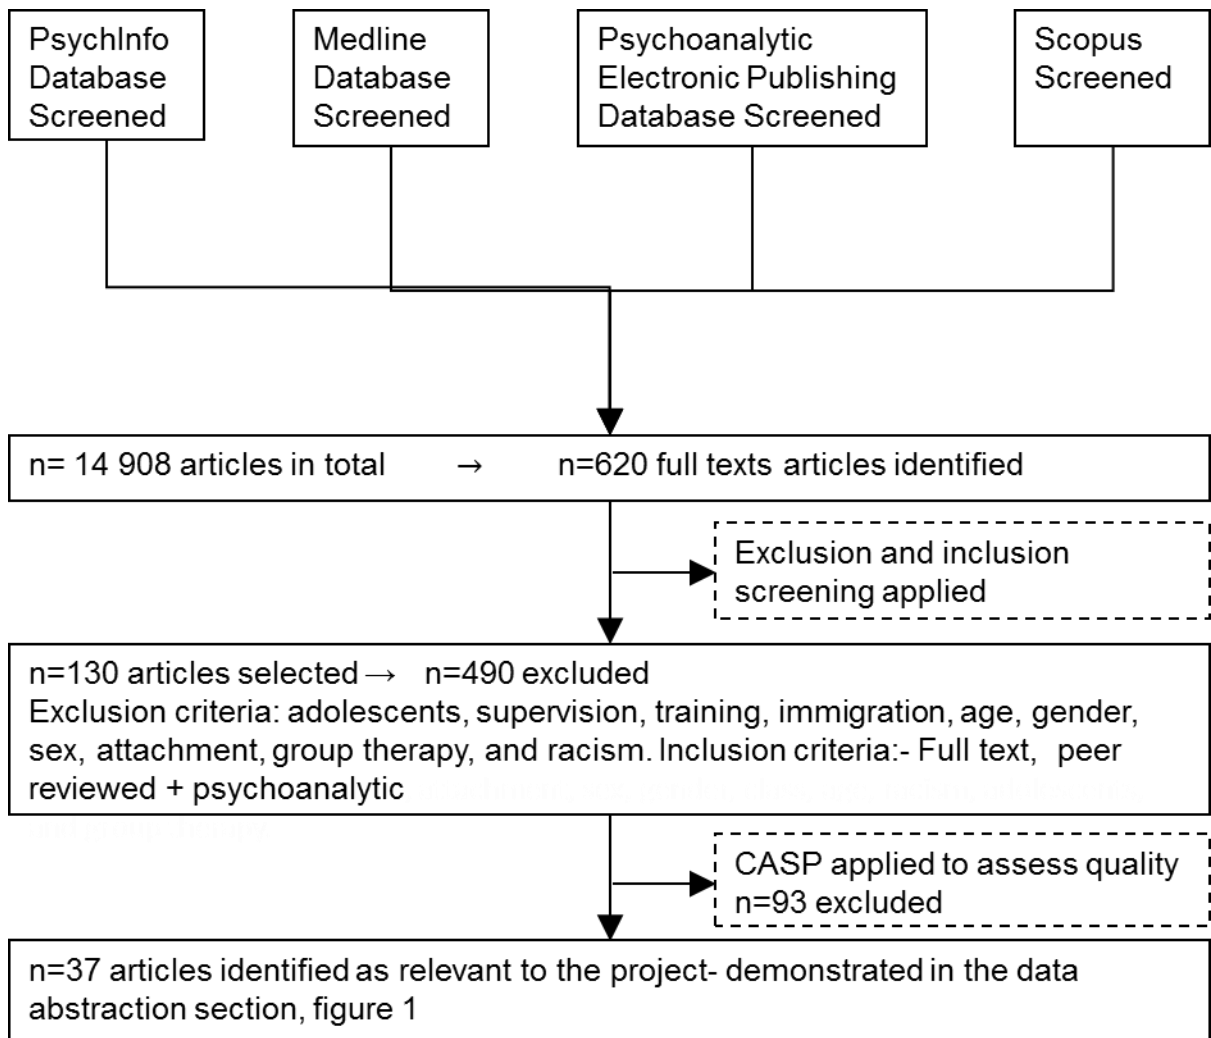 PsychInfo
Database
Screened
Medline
Database
Screened
Psychoanalytic
Electronic Publishing
Database Screened
Scopus
Screened
n= 14 908 articles in total → n=620 full texts articles identified
Exclusion and inclusion
screening applied
n=130 articles selected → n=490 excluded
Exclusion criteria: adolescents, supervision, training, immigration, age, gender,
sex, attachment, group therapy, and racism. Inclusion criteria:- Full text, peer
reviewed + psychoanalytic
CASP applied to assess quality
n=93 excluded
n=37 articles identified as relevant to the project- demonstrated in the data
abstraction section, figure 1